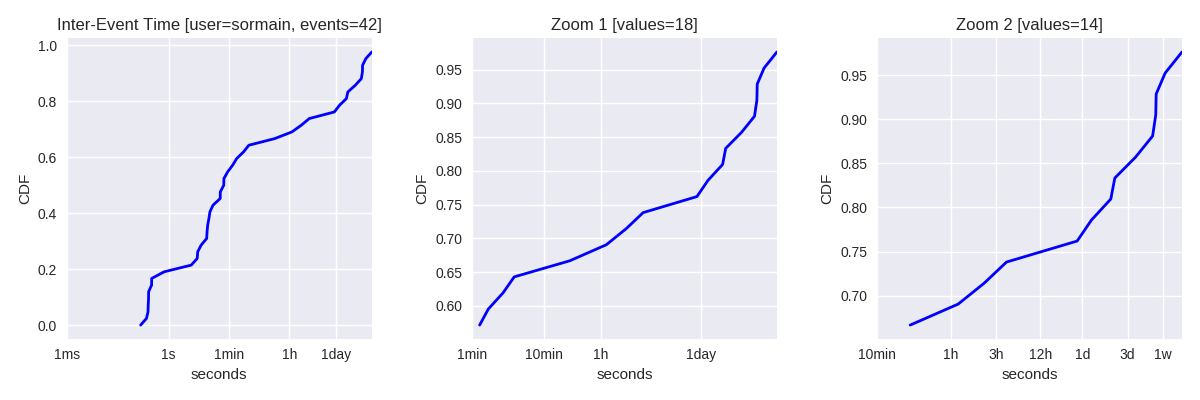 Inter-Event Time [user=sormain, events=42]
CDF
1.0
0.8
0.6
0.4
0.2
0.0
1ms 1s 1min 1h 1day
seconds
Zoom 1 [values=18]
CDF
0.95
0.90
0.85
0.80
0.75
0.70
0.65
0.60
1min 10min 1h 1day
seconds
Zoom 2 [values=14]
CDF
0.95
0.90
0.85
0.80
0.75
0.70
10min 1h 3h 12h 1d 3d 1w
seconds